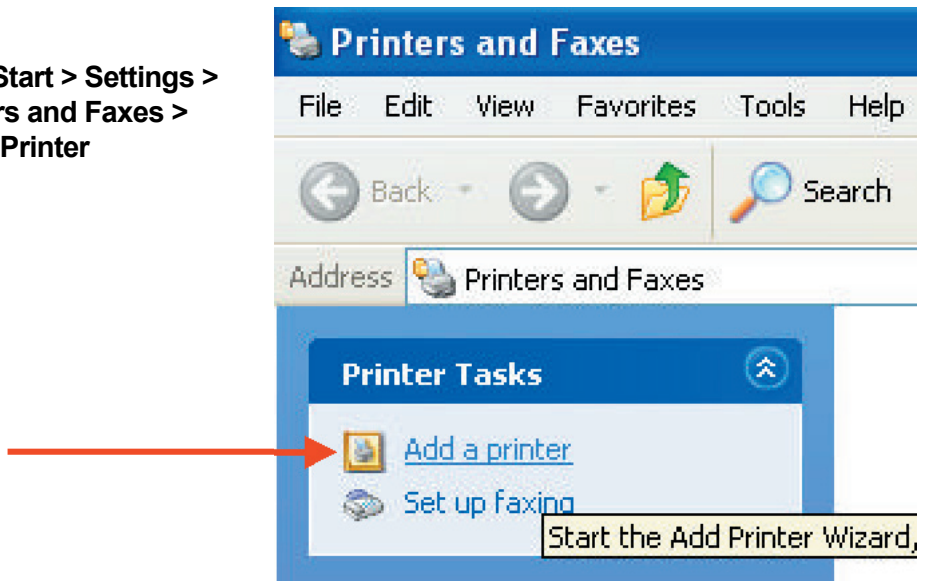 Start > Settings >
rs and Faxes >
Printer
Printers and Faxes
File Edit View Favorites Tools Help
Back Search
Address Printers and Faxes
Printer Tasks
Add a printer
Set up faxing
Start the Add Printer Wizard,